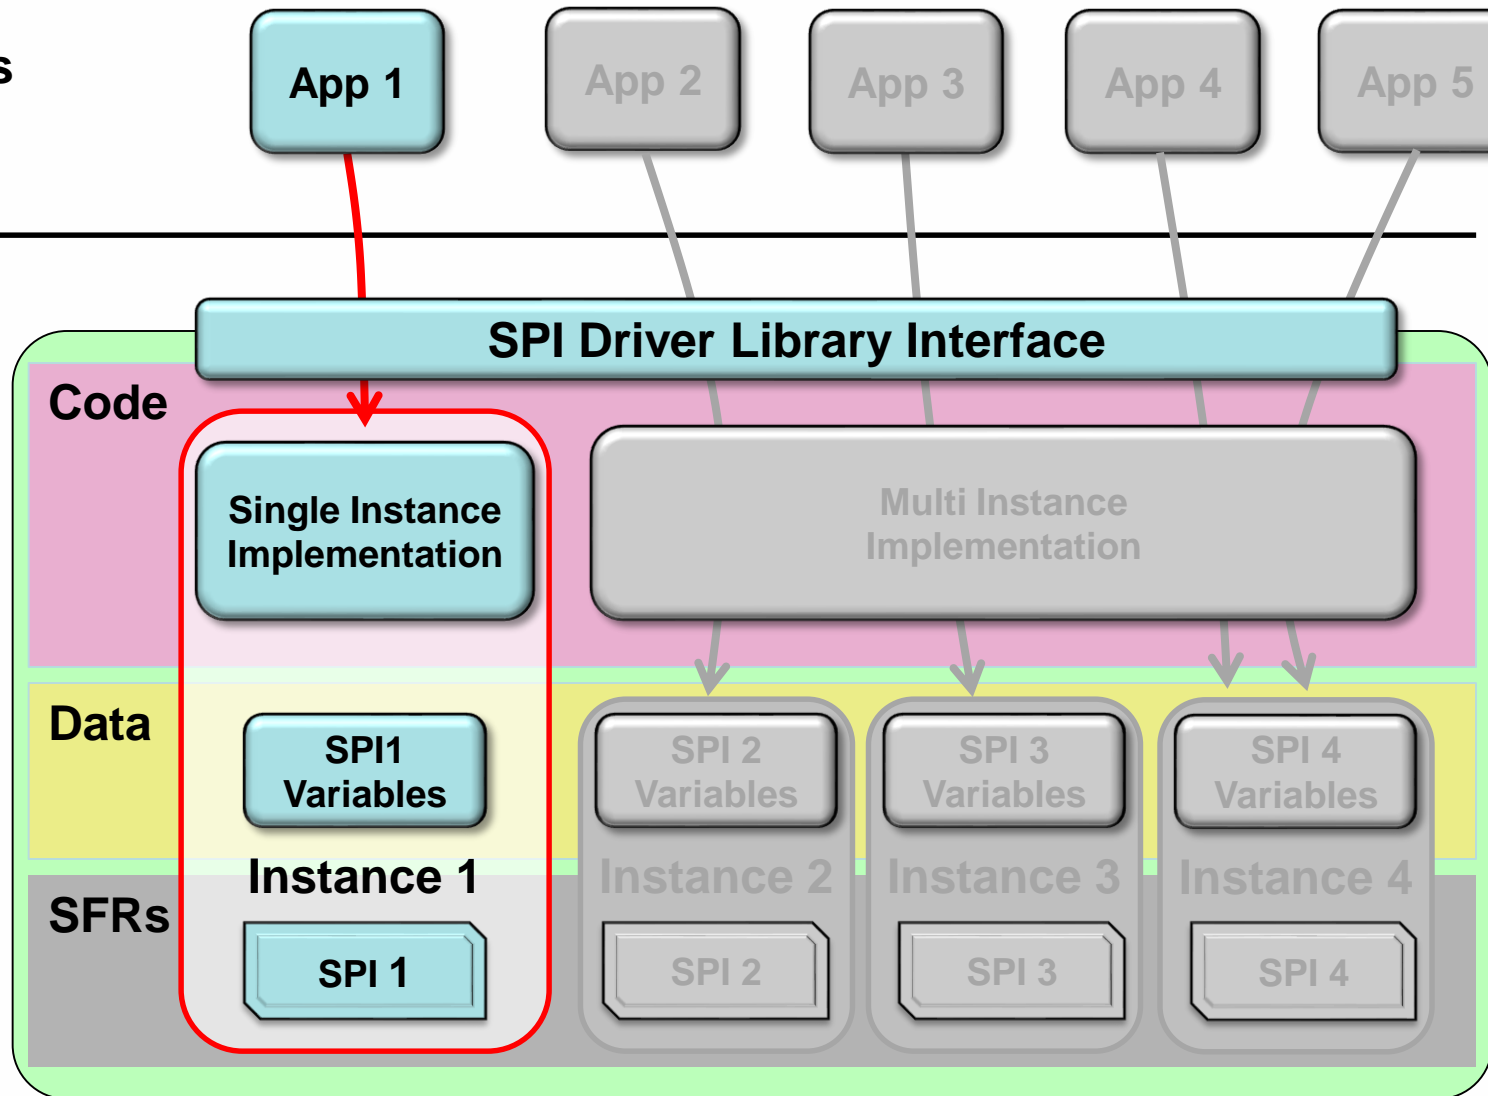 s
App 1
App 2
App 3
App 4
App 5
SPI Driver Library Interface
Code
Single Instance
Implementation
Multi Instance
Implementation
Data
SPI1
Variables
SPI 2
Variables
SPI 3
Variables
SPI 4
Variables
Instance 1
Instance 2
Instance 3
Instance 4
SFRs
SPI 1
SPI 2
SPI 3
SPI 4